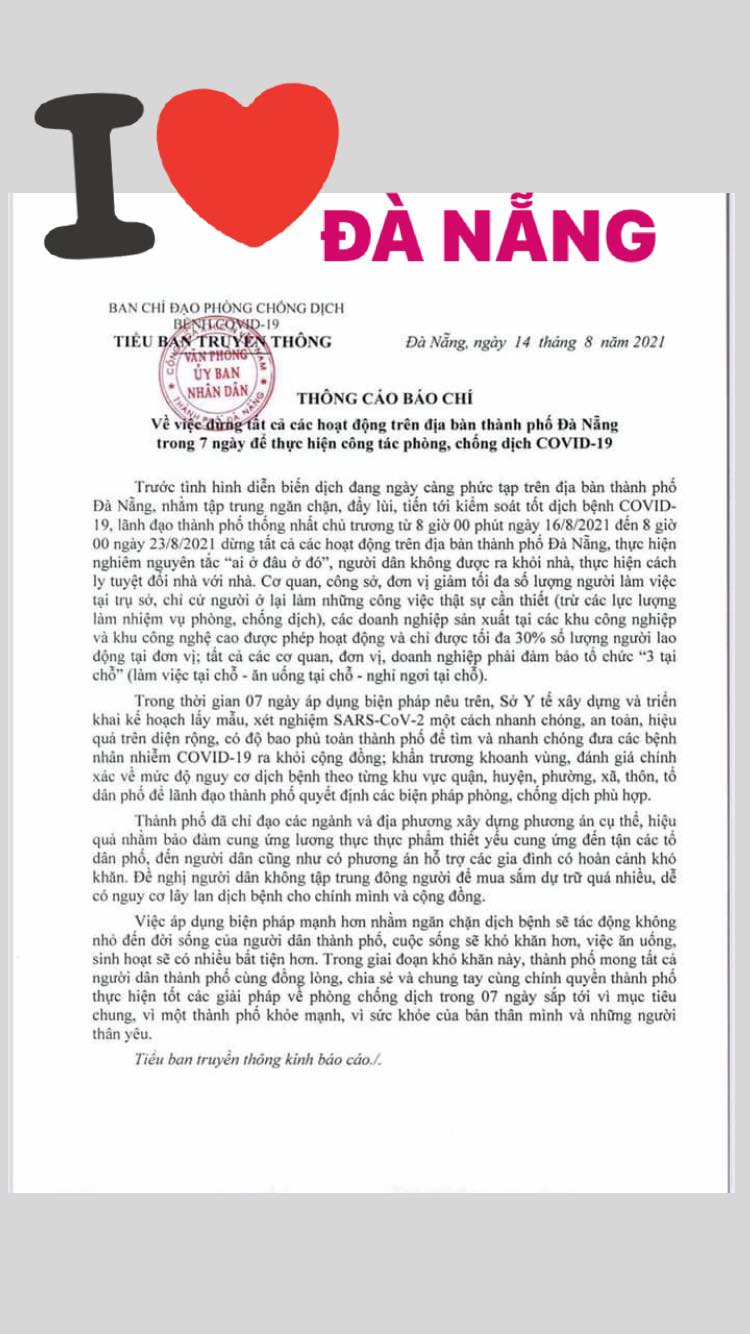 I
ĐÀ NẴNG
BAN CHỈ ĐẠO PHÒNG CHỐNG DỊCH
BỆNH COVID-19
TIỂU BAN TRUYỀN THÔNG
Đà Nẵng, ngày 14 tháng 8 năm 2021
CỘNG HÒA VIỆT NAM
VĂN PHÒNG
ỦY BAN
NHÂN DÂN
THÀNH PHỐ ĐÀ NẴNG
THÔNG CÁO BÁO CHÍ
Về việc dừng tất cả các hoạt động trên địa bàn thành phố Đà Nẵng
trong 7 ngày để thực hiện công tác phòng, chống dịch COVID-19
Trước tình hình diễn biến dịch đang ngày càng phức tạp trên địa bàn thành phố
Đà Nẵng, nhằm tập trung ngăn chặn, đẩy lùi, tiến tới kiểm soát tốt dịch bệnh COVID-
19, lãnh đạo thành phố thống nhất chủ trương từ 8 giờ 00 phút ngày 16/8/2021 đến 8 giờ
00 ngày 23/8/2021 dừng tất cả các hoạt động trên địa bàn thành phố Đà Nẵng, thực hiện
nghiêm nguyên tắc “ai ở đâu ở đó”, người dân không được ra khỏi nhà, thực hiện cách
ly tuyệt đối nhà với nhà. Cơ quan, công sở, đơn vị giảm tối đa số lượng người làm việc
tại trụ sở, chỉ cử người ở lại làm những công việc thật sự cần thiết (trừ các lực lượng
làm nhiệm vụ phòng, chống dịch), các doanh nghiệp sản xuất tại các khu công nghiệp
và khu công nghệ cao được phép hoạt động và chỉ được tối đa 30% số lượng người lao
động tại đơn vị; tất cả các cơ quan, đơn vị, doanh nghiệp phải đảm bảo tổ chức “3 tại
chỗ” (làm việc tại chỗ - ăn uống tại chỗ - nghỉ ngơi tại chỗ).
Trong thời gian 07 ngày áp dụng biện pháp nêu trên, Sở Y tế xây dựng và triển
khai kế hoạch lấy mẫu, xét nghiệm SARS-CoV-2 một cách nhanh chóng, an toàn, hiệu
quả trên diện rộng, có độ bao phủ toàn thành phố để tìm và nhanh chóng đưa các bệnh
nhân nhiễm COVID-19 ra khỏi cộng đồng; khẩn trương khoanh vùng, đánh giá chính
xác về mức độ nguy cơ dịch bệnh theo từng khu vực quận, huyện, phường, xã, thôn, tổ
dân phố để lãnh đạo thành phố quyết định các biện pháp phòng, chống dịch phù hợp.
Thành phố đã chỉ đạo các ngành và địa phương xây dựng phương án cụ thể, hiệu
quả nhằm bảo đảm cung ứng lương thực thực phẩm thiết yếu cung ứng đến tận các tổ
dân phố, đến người dân cũng như có phương án hỗ trợ các gia đình có hoàn cảnh khó
khăn. Đề nghị người dân không tập trung đông người để mua sắm dự trữ quá nhiều, dễ
có nguy cơ lây lan dịch bệnh cho chính mình và cộng đồng.
Việc áp dụng biện pháp mạnh hơn nhằm ngăn chặn dịch bệnh sẽ tác động không
nhỏ đến đời sống của người dân thành phố, cuộc sống sẽ khó khăn hơn, việc ăn uống,
sinh hoạt sẽ có nhiều bất tiện hơn. Trong giai đoạn khó khăn này, thành phố mong tất cả
người dân thành phố cùng đồng lòng, chia sẻ và chung tay cùng chính quyền thành phố
thực hiện tốt các giải pháp về phòng chống dịch trong 07 ngày sắp tới vì mục tiêu
chung, vì một thành phố khỏe mạnh, vì sức khỏe của bản thân mình và những người
thân yêu.
Tiểu ban truyền thông kính báo cáo./.